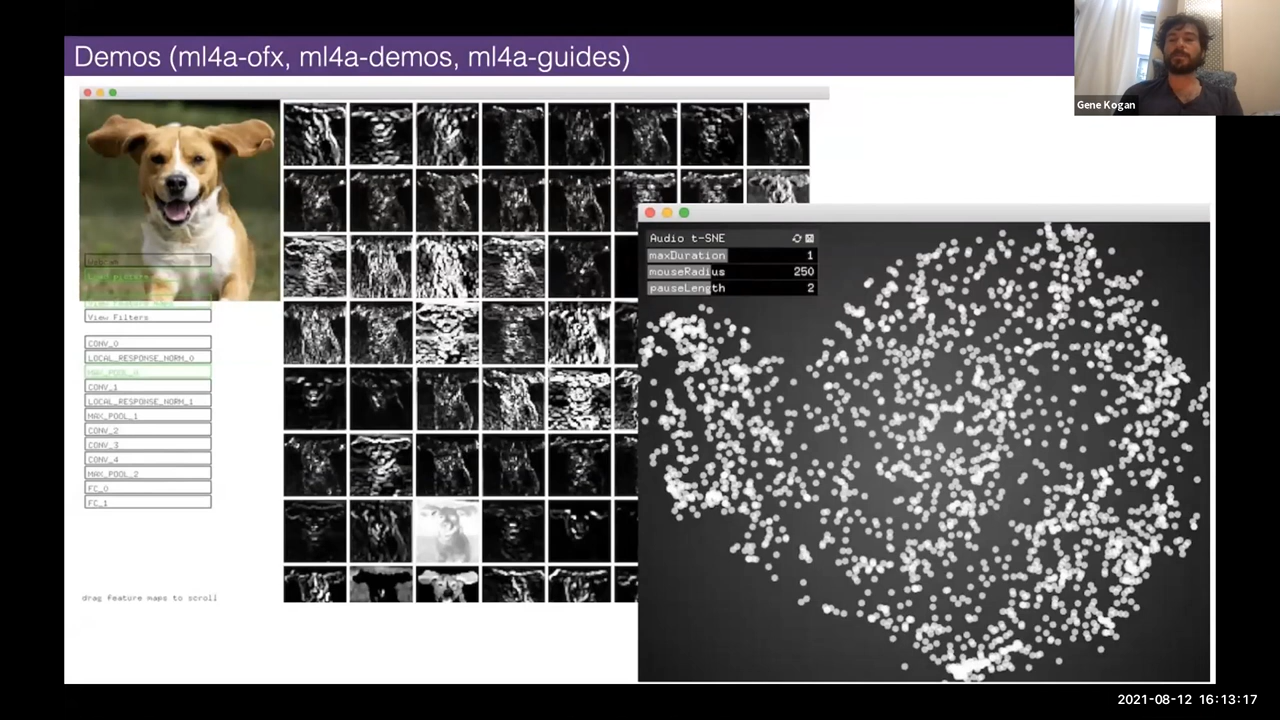 Demos (ml4a-ofx, ml4a-demos, ml4a-guides)
Gene Kogan
Webcam
View Filters
CONV_0
LOCAL_RESPONSE_NORM_0
MAX_POOL_0
CONV_1
LOCAL_RESPONSE_NORM_1
MAX_POOL_1
CONV_2
CONV_3
CONV_4
MAX_POOL_2
FC_0
FC_1
drag feature maps to scroll
Audio t-SNE
maxDuration 1
mouseRadius 250
pauseLength 2
2021-08-12 16:13:17